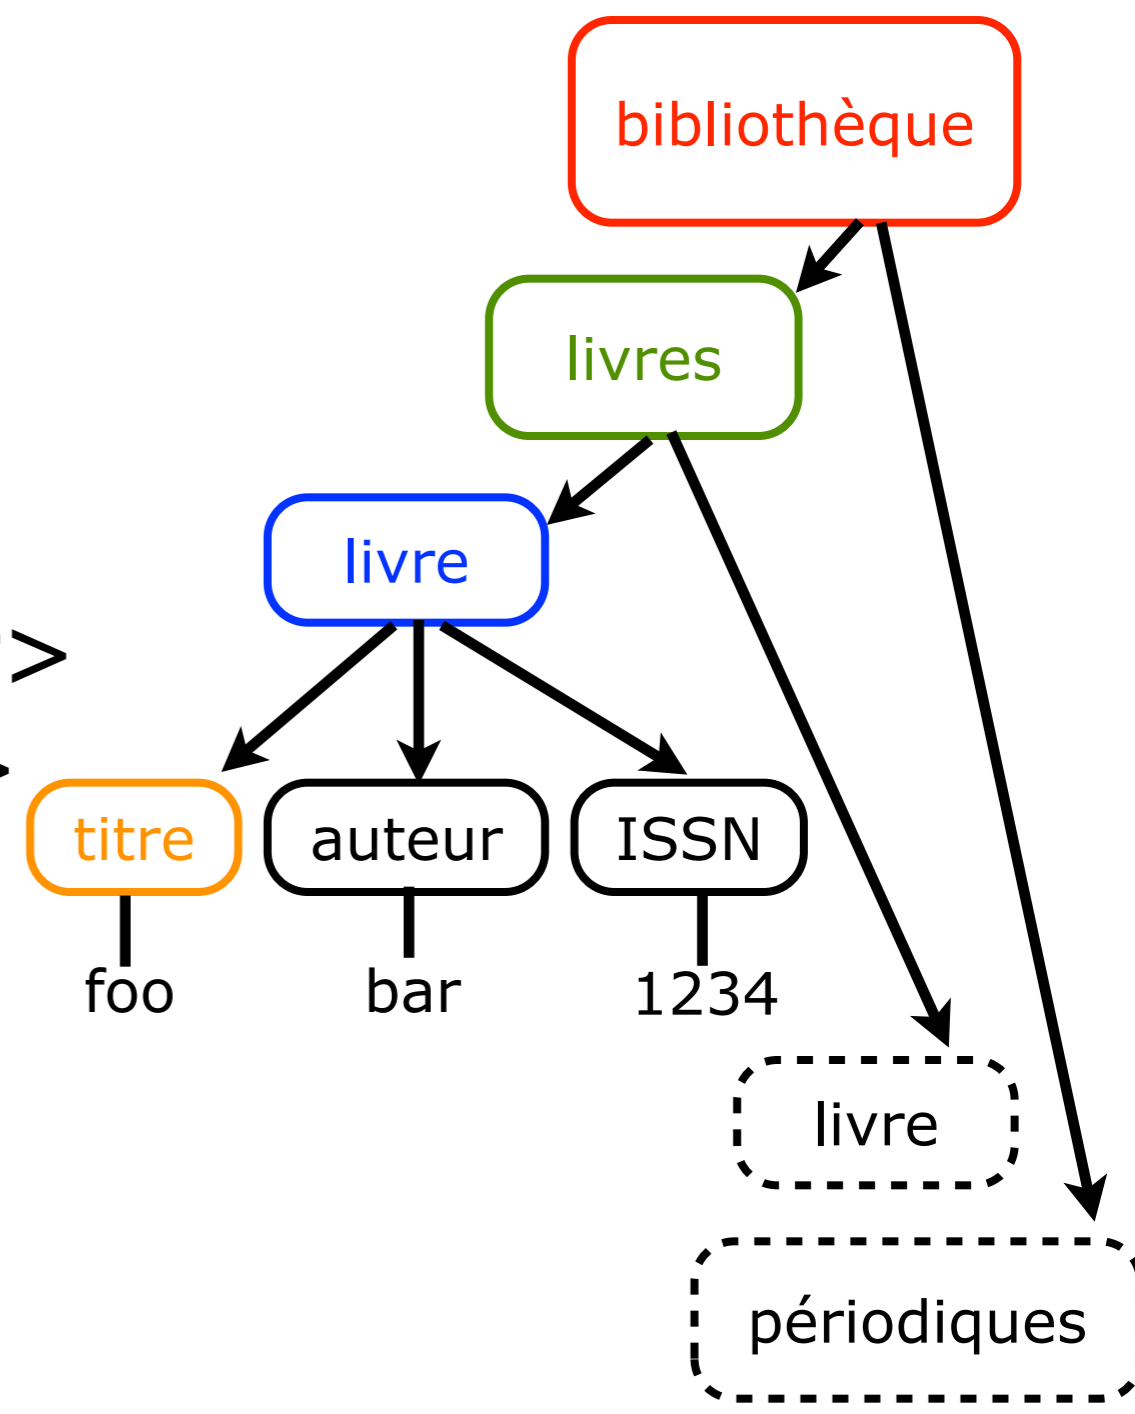 bibliothèque
livres
livre
>
titre
auteur
ISSN
foo
bar
1234
livre
périodiques